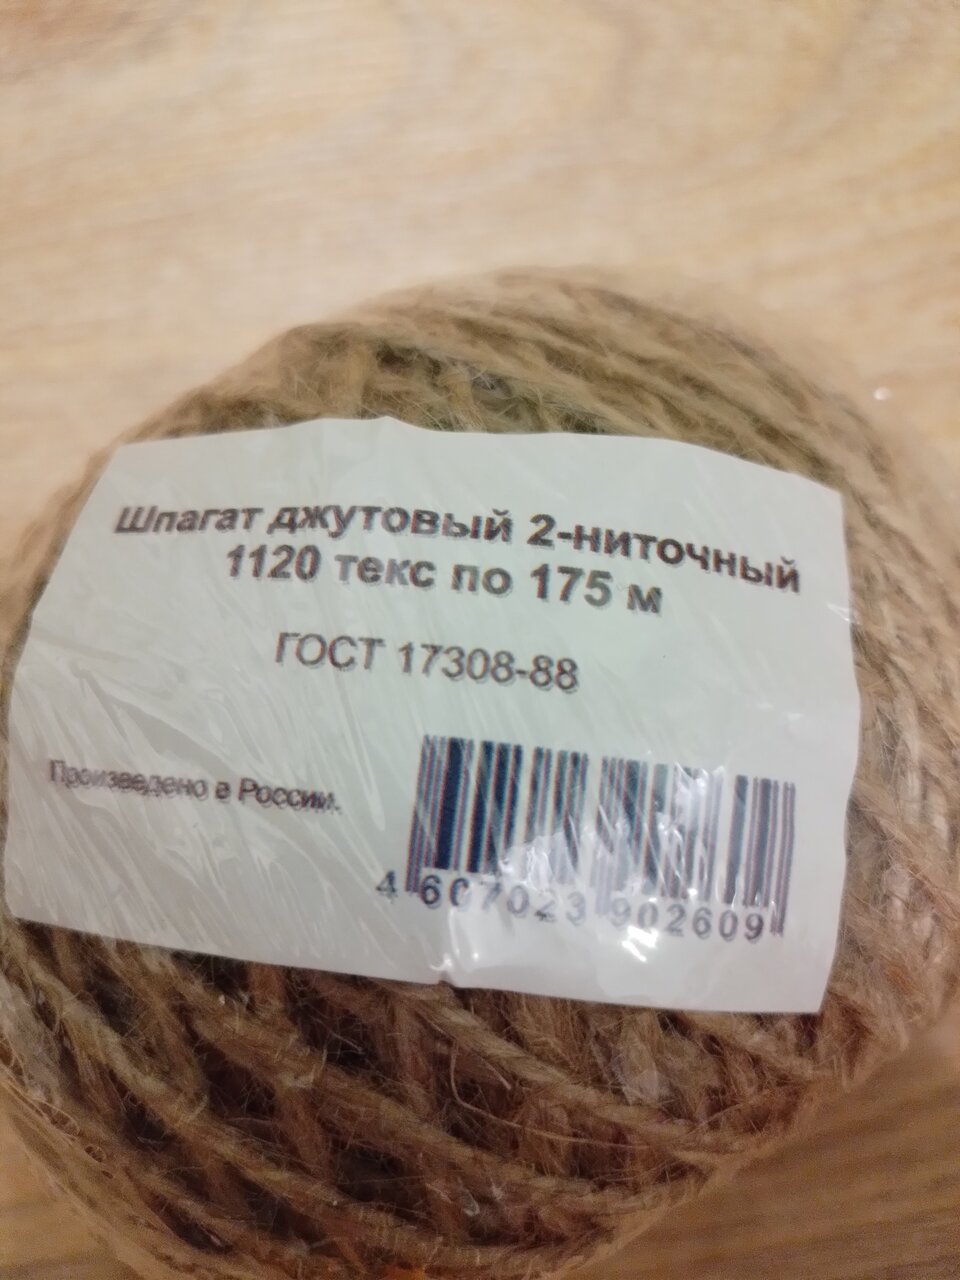 Шпагат джутовый 2-ниточный
1120 текс по 175 м
ГОСТ 17308-88
Произведено в России.
4 607023 902609